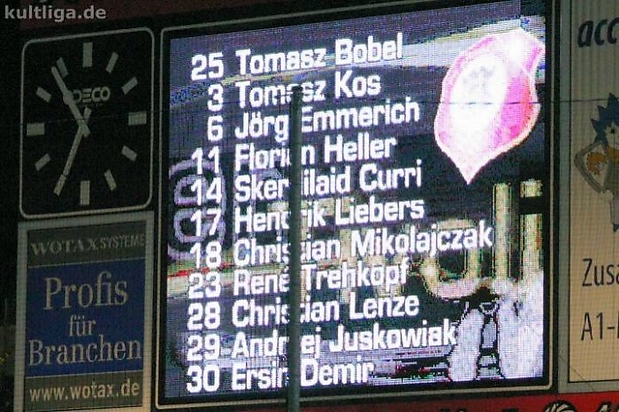 kultliga.de
DECO
WOTAX SYSTEME
Profis
für
Branchen
www.wotax.de
25 Tomasz Bobel
3 Tomasz Kos
6 Jörg Emmerich
11 Florian Heller
14 Skerdilaid Curri
17 Hendrik Liebers
18 Christian Mikolajczak
23 René Trehkopf
28 Christian Lenze
29 Andrzej Juskowiak
30 Ersin Demir
acc
Zusa
A1-